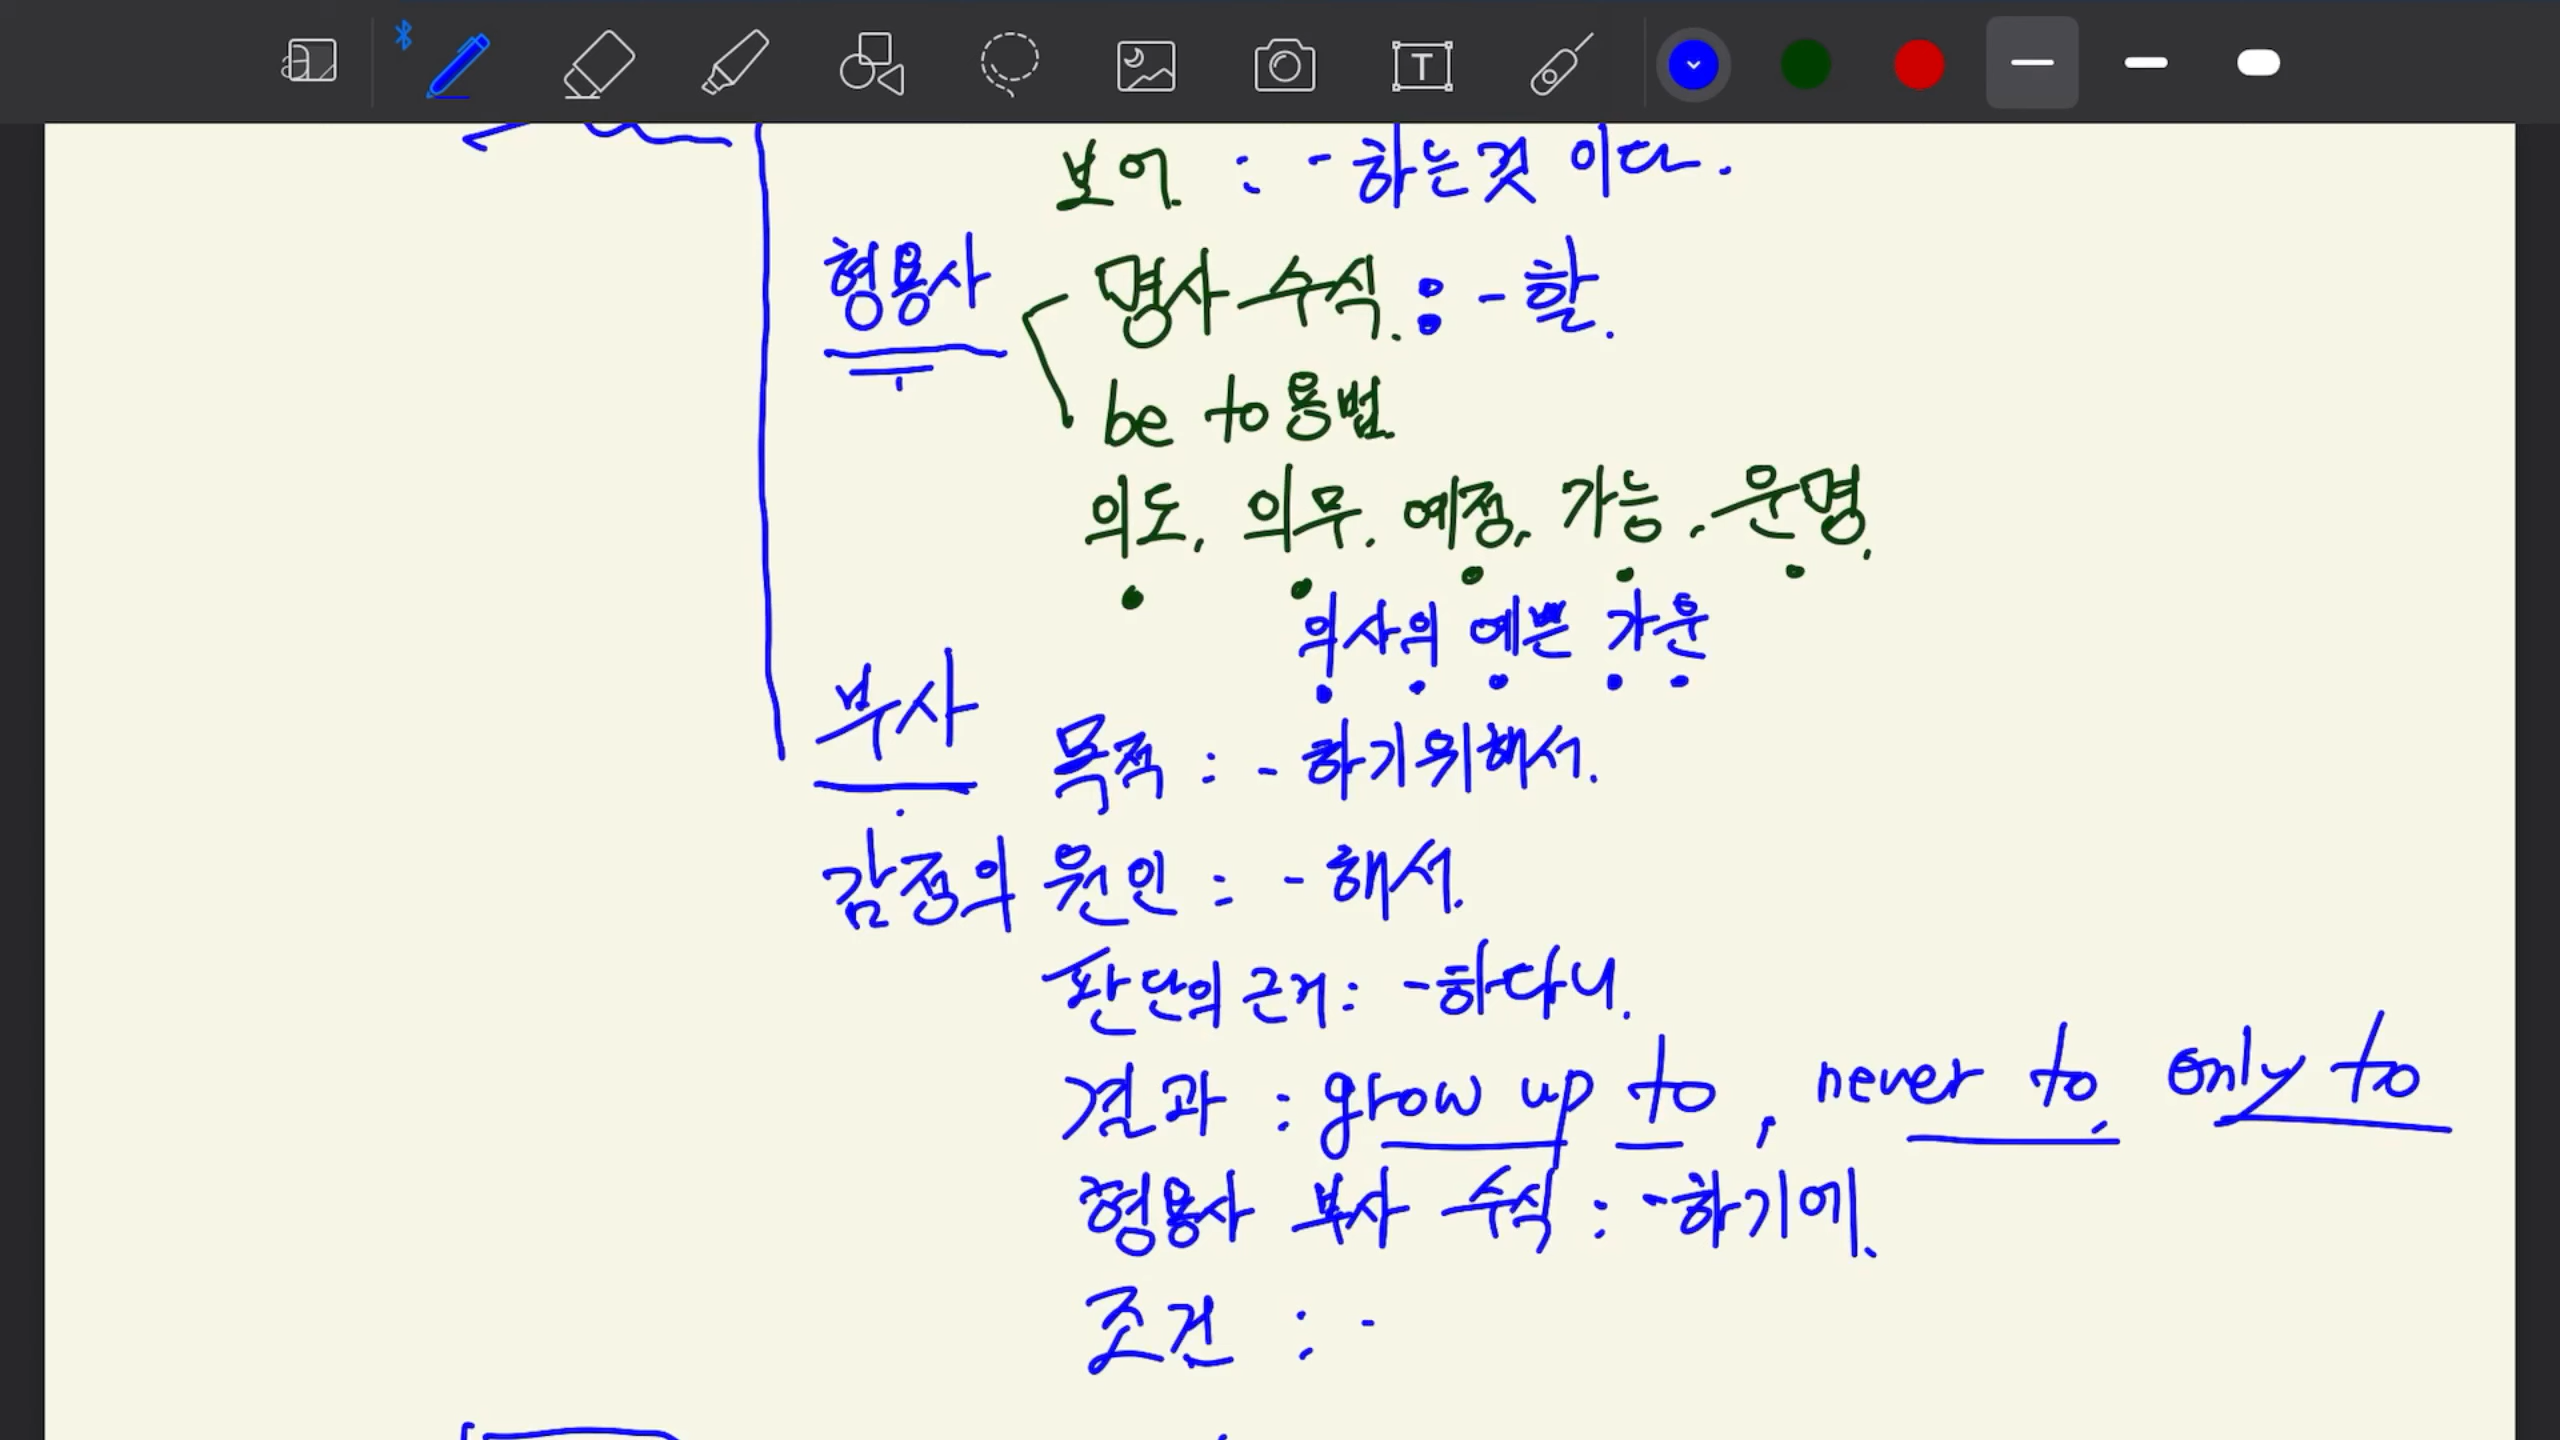 보어 : - 하는것 이다.
형용사 명사 수식. : - 할.
be to용법.
의도, 의무, 예정, 가능, 운명.
의사의 예쁜 가운
부사 목적 : - 하기위해서.
감정의 원인 : - 해서.
판단의 근거 : - 하다니.
결과 : grow up to, never to, only to
형용사 부사 수식 : - 하기에.
조건 : -